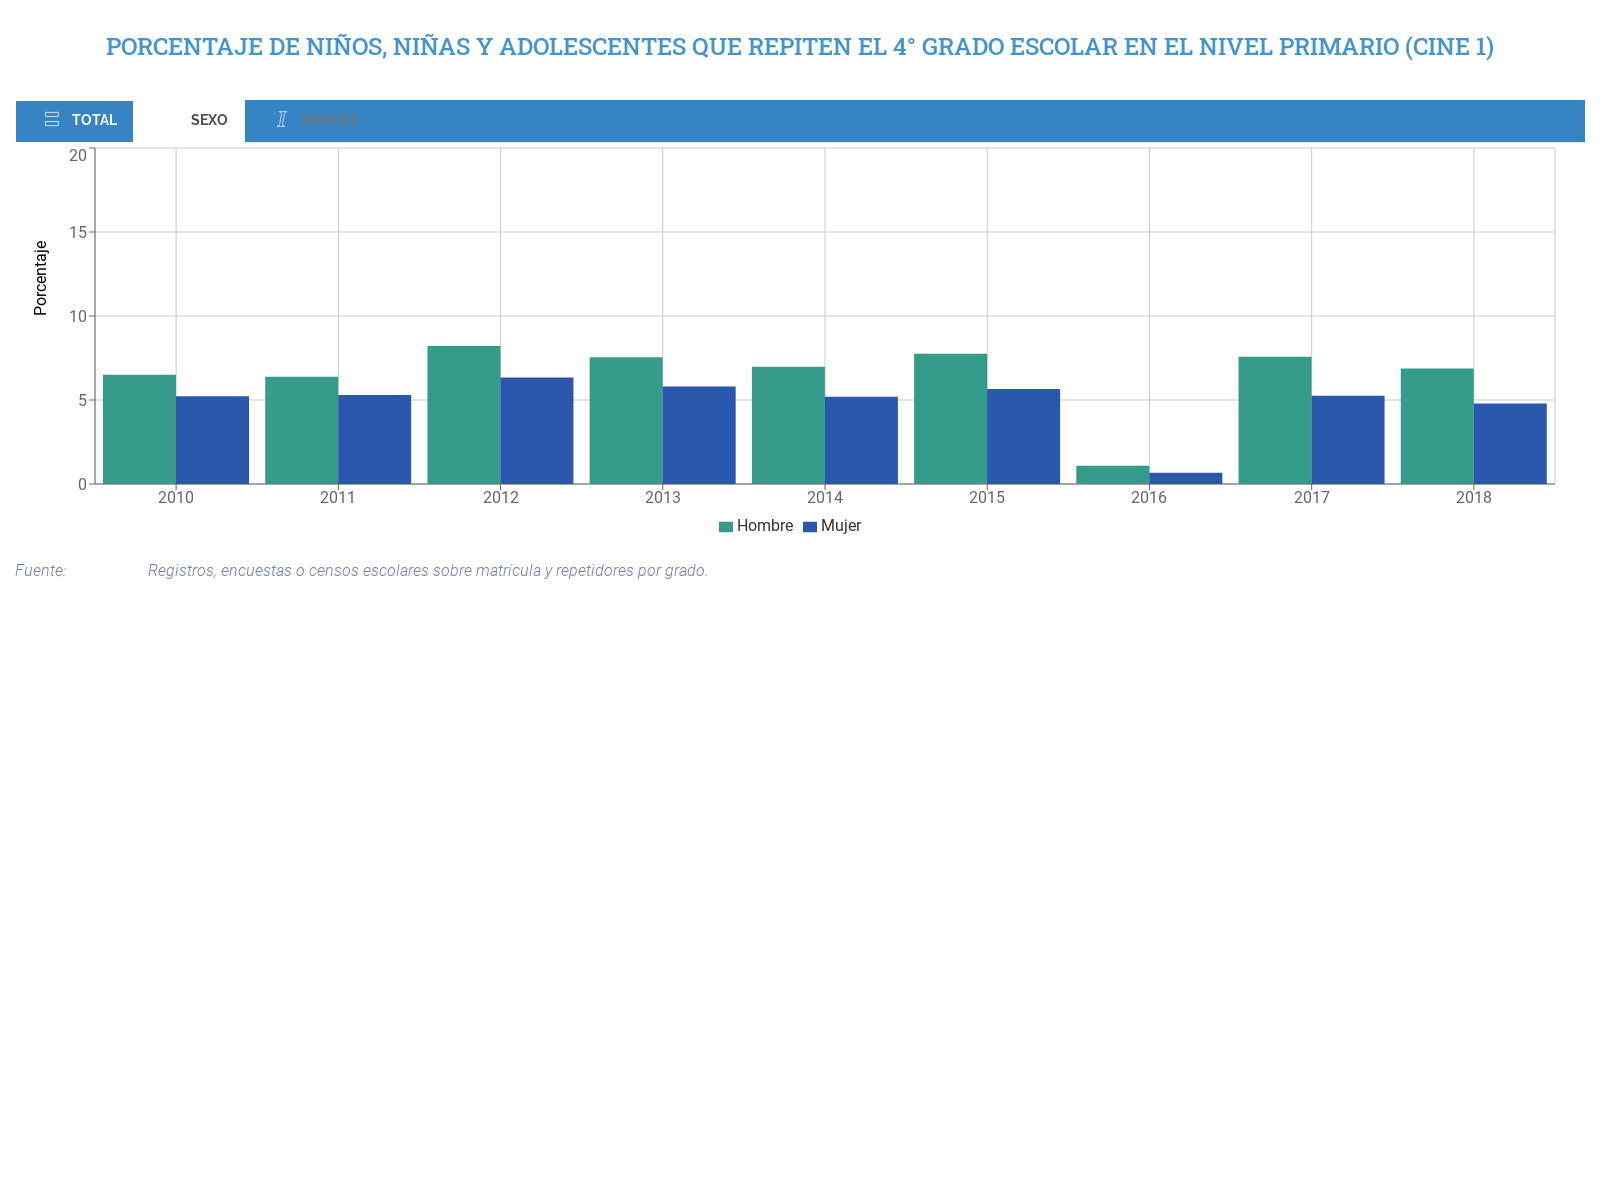 PORCENTAJE DE NIÑOS, NIÑAS Y ADOLESCENTES QUE REPITEN EL 4° GRADO ESCOLAR EN EL NIVEL PRIMARIO (CINE 1)
TOTAL SEXO INDICES
20
15
10
5
0
Porcentaje
2010 2011 2012 2013 2014 2015 2016 2017 2018
Hombre Mujer
Fuente: Registros, encuestas o censos escolares sobre matrícula y repetidores por grado.